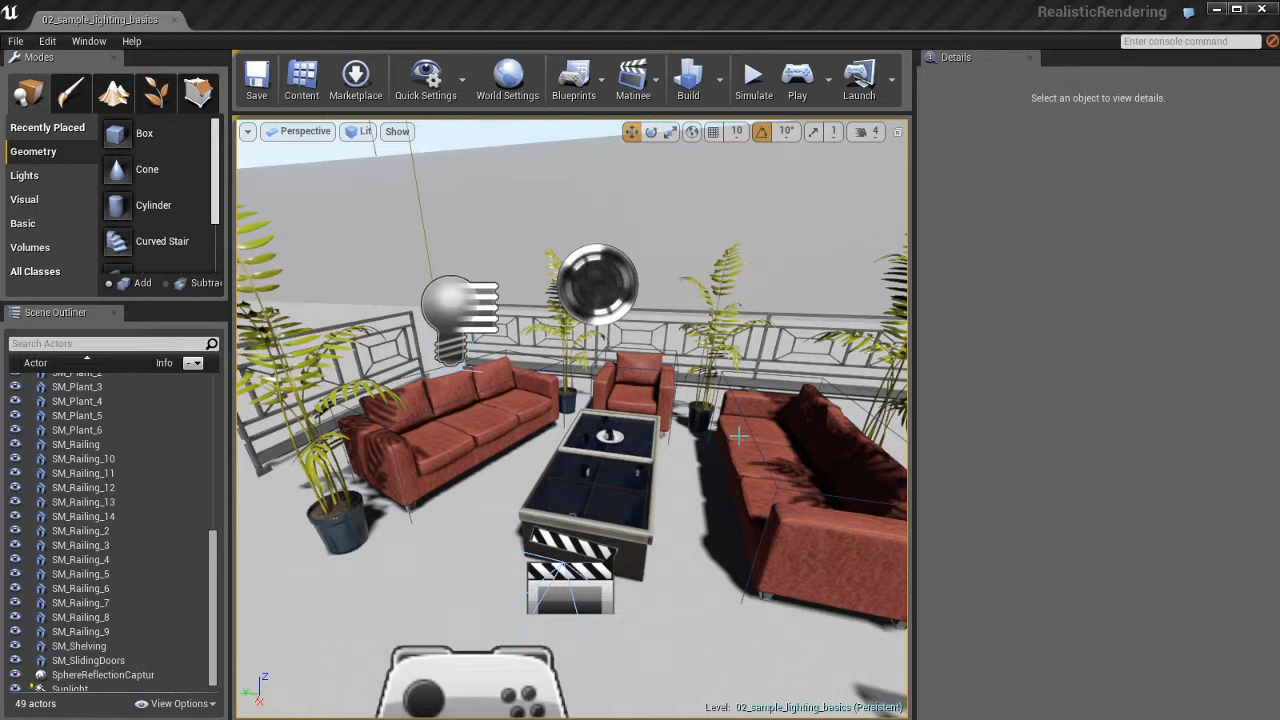 02_sample_lighting_basics
RealisticRendering
File Edit Window Help
Enter console command
Modes
Save
Content
Marketplace
Quick Settings
World Settings
Blueprints
Matinee
Build
Simulate
Play
Launch
Details
Select an object to view details.
Recently Placed
Geometry
Lights
Visual
Basic
Volumes
All Classes
Box
Cone
Cylinder
Curved Stair
Add
Subtra
Perspective
Lit
Show
10
10°
1
4
Scene Outliner
Search Actors
Actor Info
SM_Plant_2
SM_Plant_3
SM_Plant_4
SM_Plant_5
SM_Plant_6
SM_Railing
SM_Railing_10
SM_Railing_11
SM_Railing_12
SM_Railing_13
SM_Railing_14
SM_Railing_2
SM_Railing_3
SM_Railing_4
SM_Railing_5
SM_Railing_6
SM_Railing_7
SM_Railing_8
SM_Railing_9
SM_Shelving
SM_SlidingDoors
SphereReflectionCaptur
Sunlight
49 actors
View Options
Z
Y
X
Level: 02_sample_lighting_basics (Persistent)